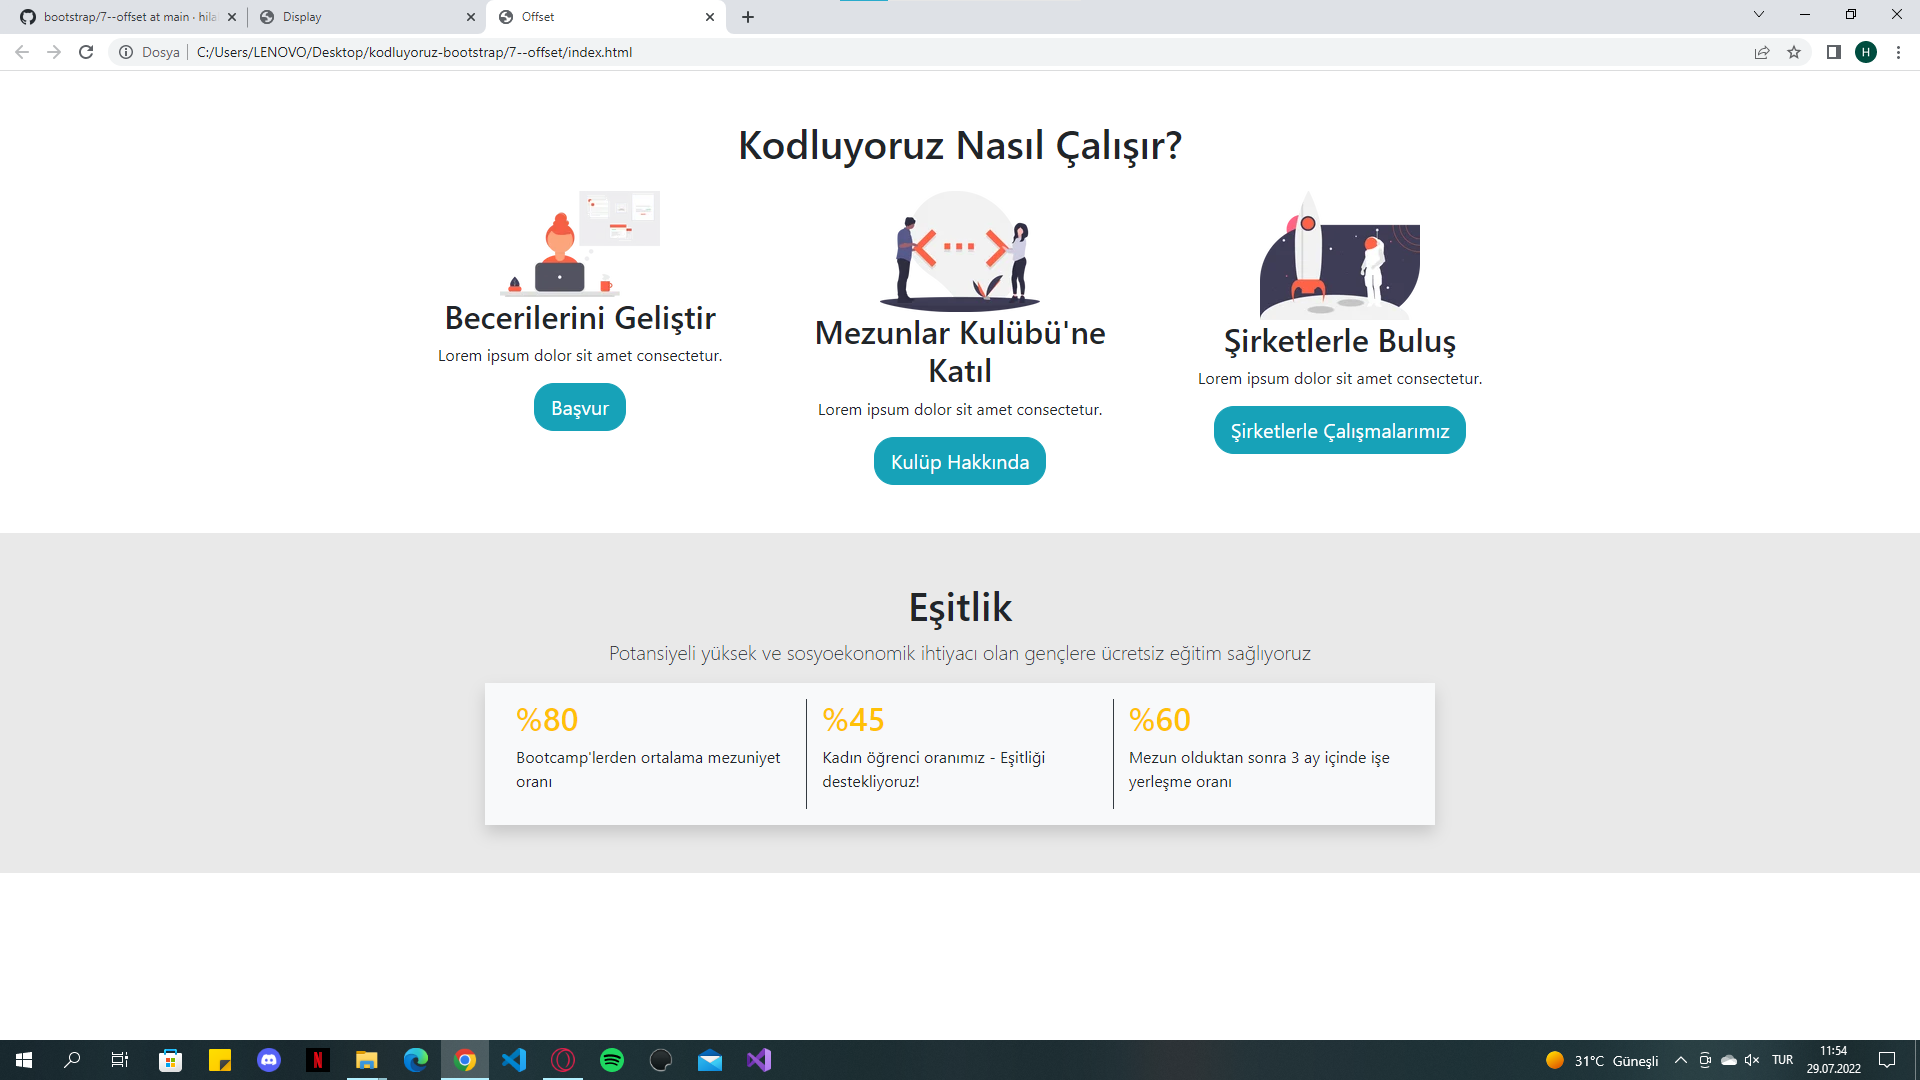 bootstrap/7--offset at main · hila
Display
Offset
Dosya
C:/Users/LENOVO/Desktop/kodluyoruz-bootstrap/7--offset/index.html
H
Kodluyoruz Nasıl Çalışır?
Becerilerini Geliştir
Lorem ipsum dolor sit amet consectetur.
Başvur
Mezunlar Kulübü'ne
Katıl
Lorem ipsum dolor sit amet consectetur.
Kulüp Hakkında
Şirketlerle Buluş
Lorem ipsum dolor sit amet consectetur.
Şirketlerle Çalışmalarımız
Eşitlik
Potansiyeli yüksek ve sosyoekonomik ihtiyacı olan gençlere ücretsiz eğitim sağlıyoruz
%80
Bootcamp'lerden ortalama mezuniyet
oranı
%45
Kadın öğrenci oranımız - Eşitliği
destekliyoruz!
%60
Mezun olduktan sonra 3 ay içinde işe
yerleşme oranı
31°C Güneşli
TUR
11:54
29.07.2022